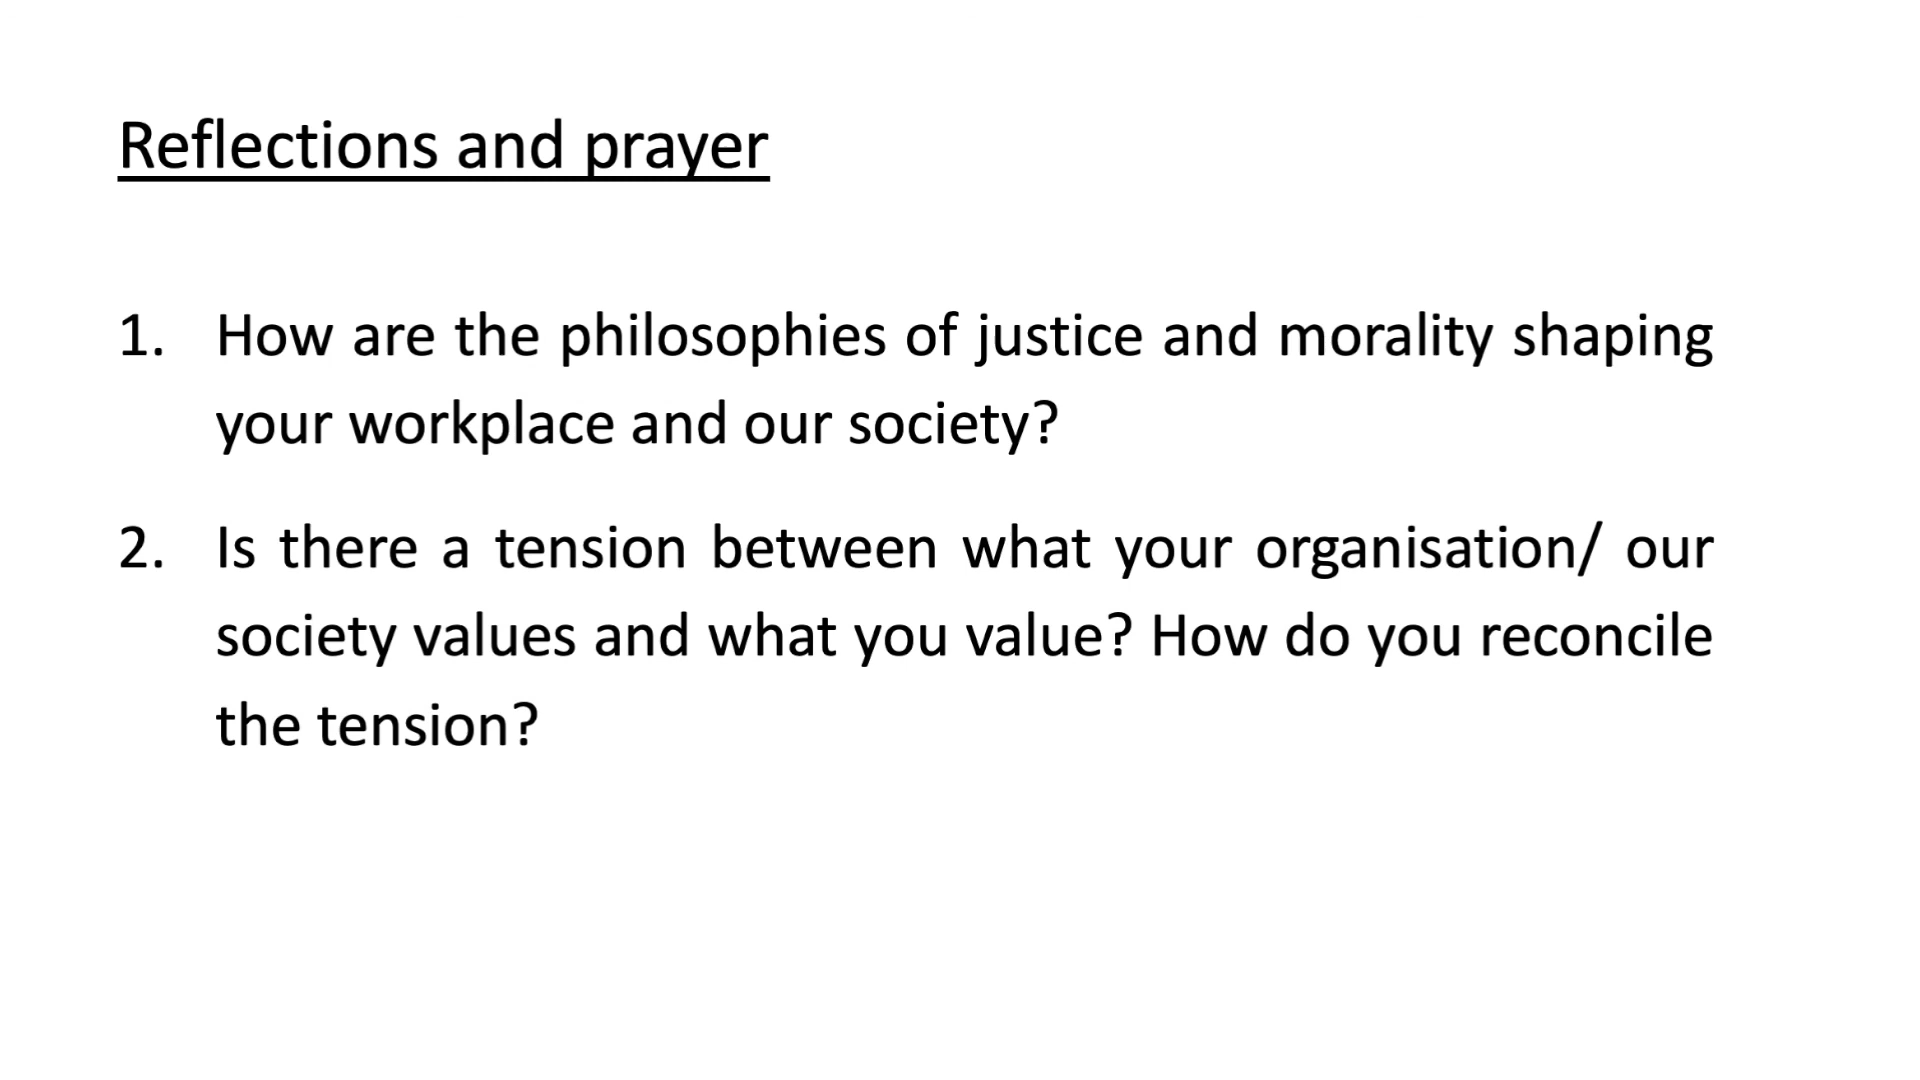 Reflections and prayer
1. How are the philosophies of justice and morality shaping
your workplace and our society?
2. Is there a tension between what your organisation/ our
society values and what you value? How do you reconcile
the tension?